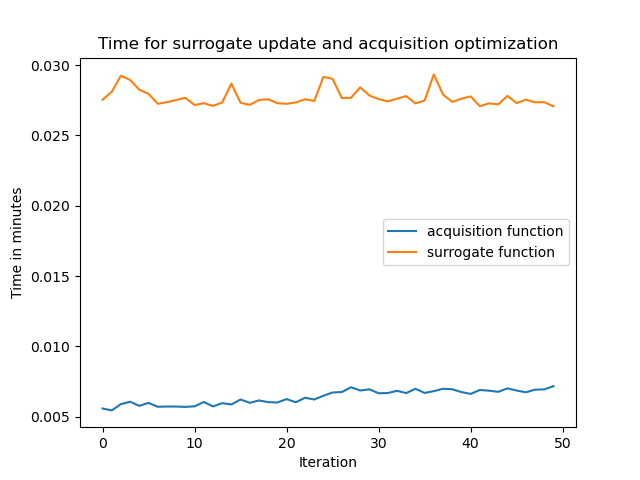 Time for surrogate update and acquisition optimization
0.030
0.025
0.020
0.015
0.010
0.005
Time in minutes
acquisition function
surrogate function
0 10 20 30 40 50
Iteration